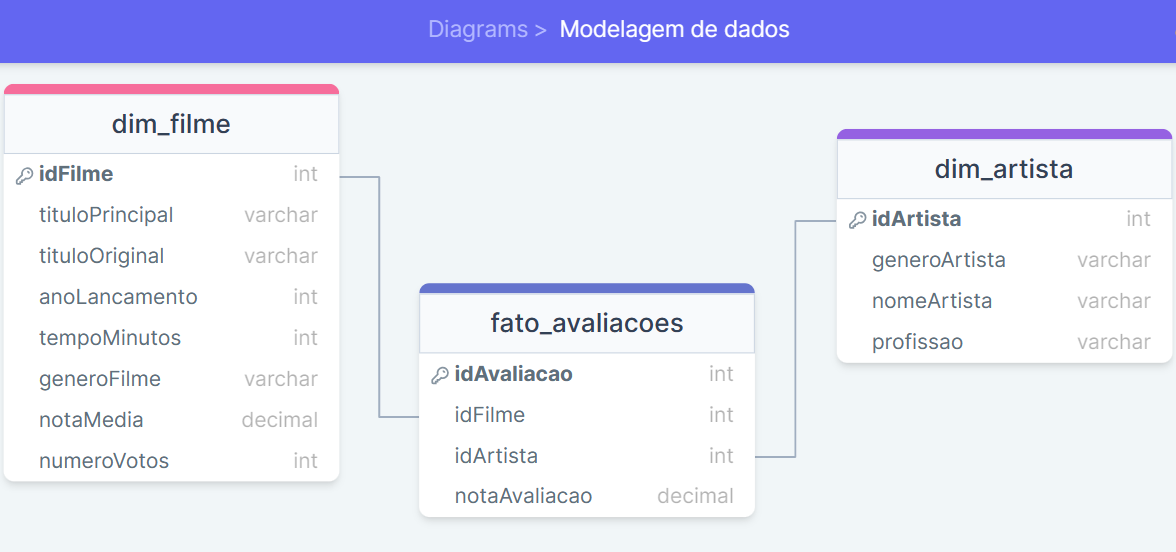 Diagrams > Modelagem de dados
dim_filme
idFilme int
tituloPrincipal varchar
tituloOriginal varchar
anoLancamento int
tempoMinutos int
generoFilme varchar
notaMedia decimal
numeroVotos int
fato_avaliacoes
idAvaliacao int
idFilme int
idArtista int
notaAvaliacao decimal
dim_artista
idArtista int
generoArtista varchar
nomeArtista varchar
profissao varchar